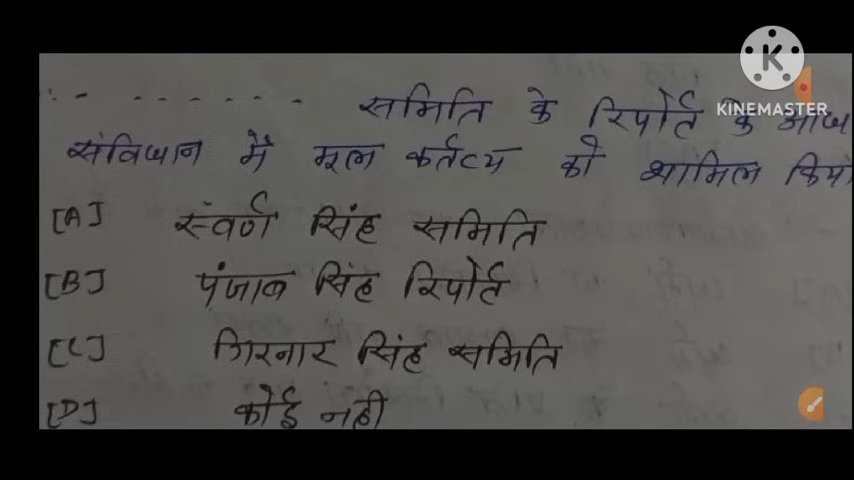 K
KINEMASTER
:- - - - - - - - समिति के रिपोर्ट के
संविधान में मूल कर्तव्य को शामिल किया
[A] स्वर्ण सिंह समिति
[B] पंजाब सिंह रिपोर्ट
[C] गिरनार सिंह समिति
[D] कोई नही